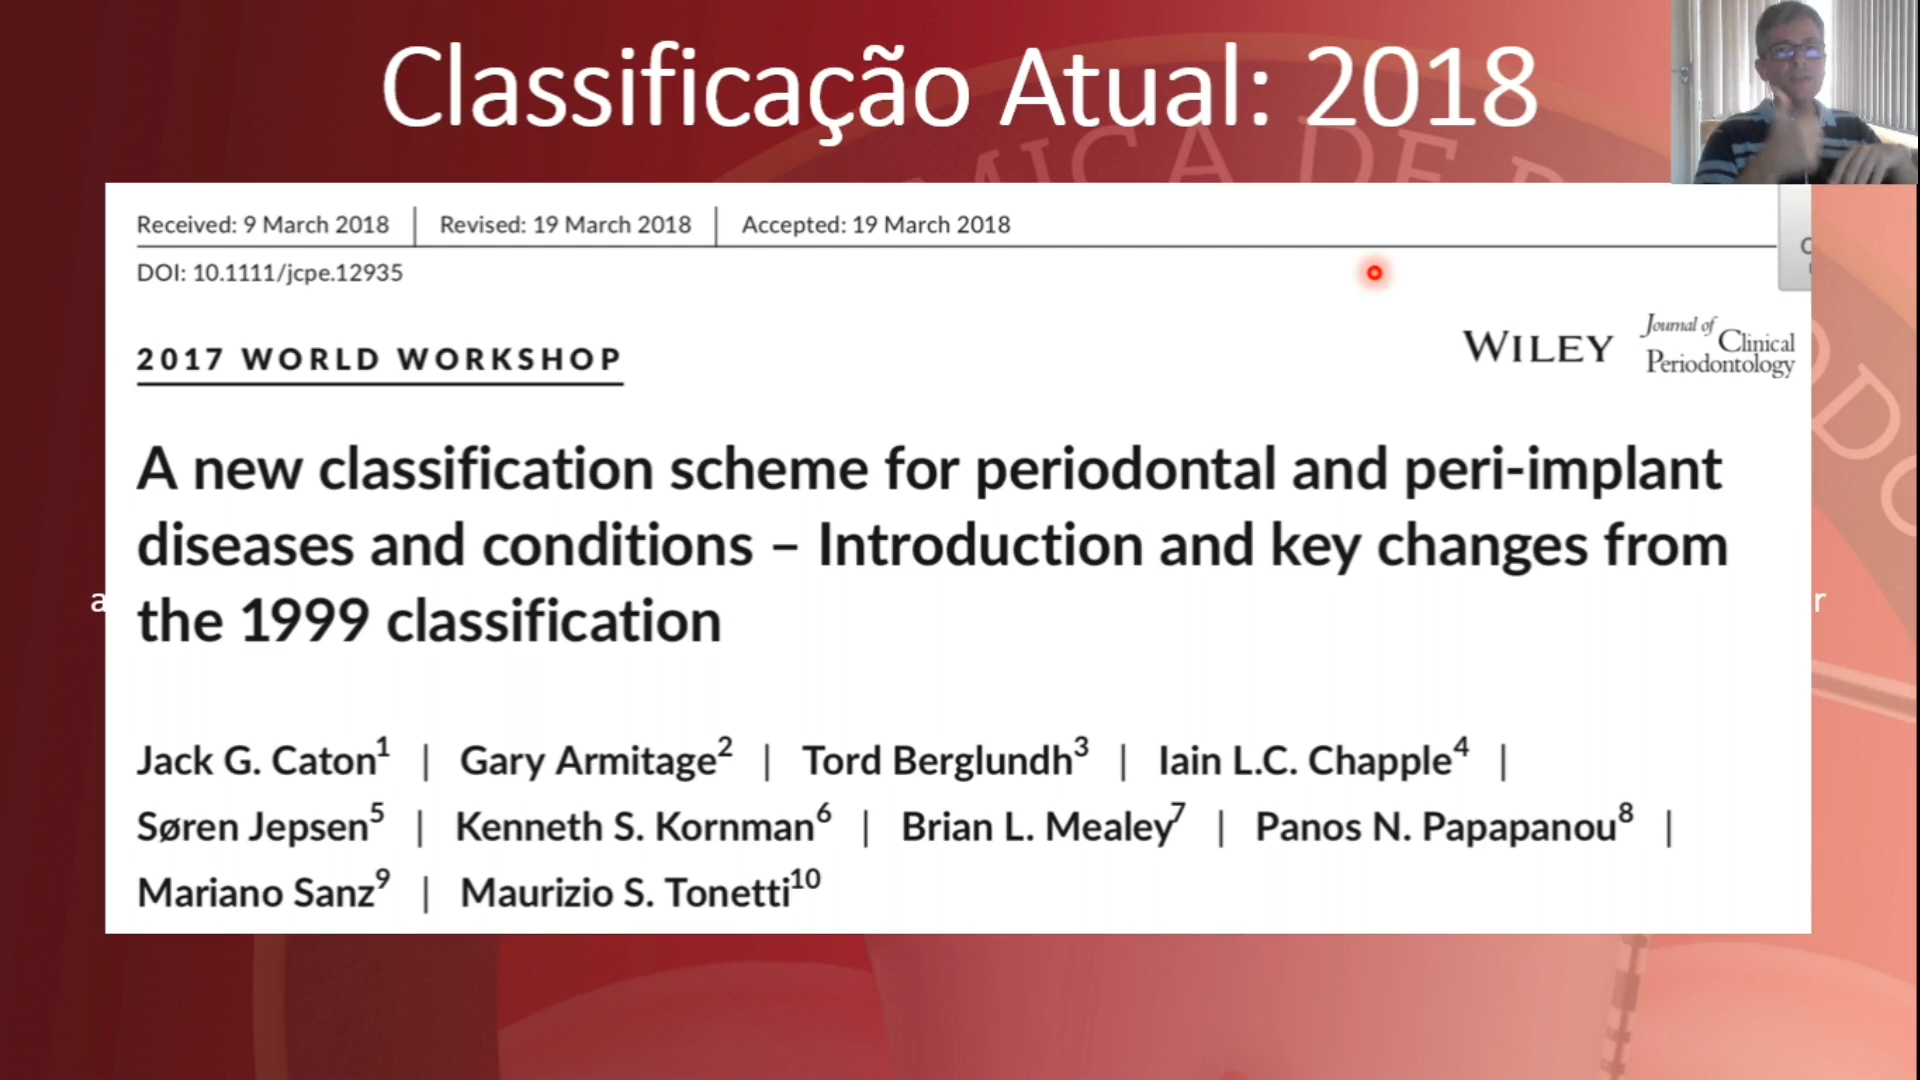 Classificação Atual: 2018
MICA DE
Received: 9 March 2018 | Revised: 19 March 2018 | Accepted: 19 March 2018
DOI: 10.1111/jcpe.12935
2017 WORLD WORKSHOP
WILEY
Journal of
Clinical
Periodontology
A new classification scheme for periodontal and peri-implant
diseases and conditions – Introduction and key changes from
the 1999 classification
a
r
Jack G. Caton1 | Gary Armitage2 | Tord Berglundh3 | Iain L.C. Chapple4 |
Søren Jepsen5 | Kenneth S. Kornman6 | Brian L. Mealey7 | Panos N. Papapanou8 |
Mariano Sanz9 | Maurizio S. Tonetti10